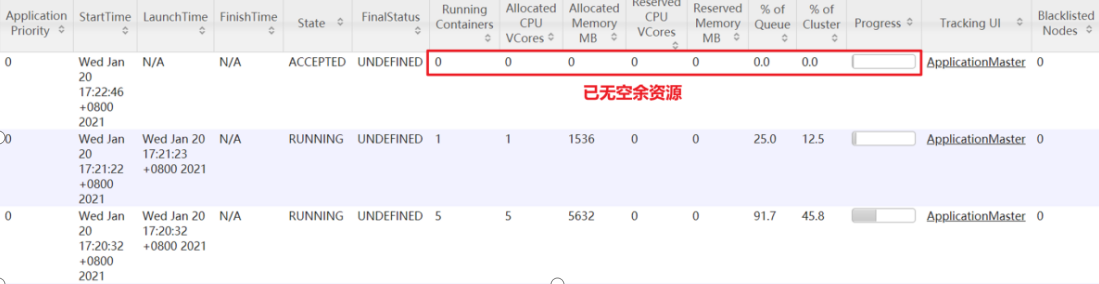 Application Priority StartTime LaunchTime FinishTime State FinalStatus Running Containers Allocated CPU VCores Allocated Memory MB Reserved CPU VCores Reserved Memory MB % of Queue % of Cluster Progress Tracking UI Blacklisted Nodes
0 Wed Jan 20 17:22:46 +0800 2021 N/A N/A ACCEPTED UNDEFINED 0 0 0 0 0 0.0 0.0 ApplicationMaster 0
已无空余资源
0 Wed Jan 20 17:21:22 +0800 2021 Wed Jan 20 17:21:23 +0800 2021 N/A RUNNING UNDEFINED 1 1 1536 0 0 25.0 12.5 ApplicationMaster 0
0 Wed Jan 20 17:20:32 +0800 2021 Wed Jan 20 17:20:32 +0800 2021 N/A RUNNING UNDEFINED 5 5 5632 0 0 91.7 45.8 ApplicationMaster 0